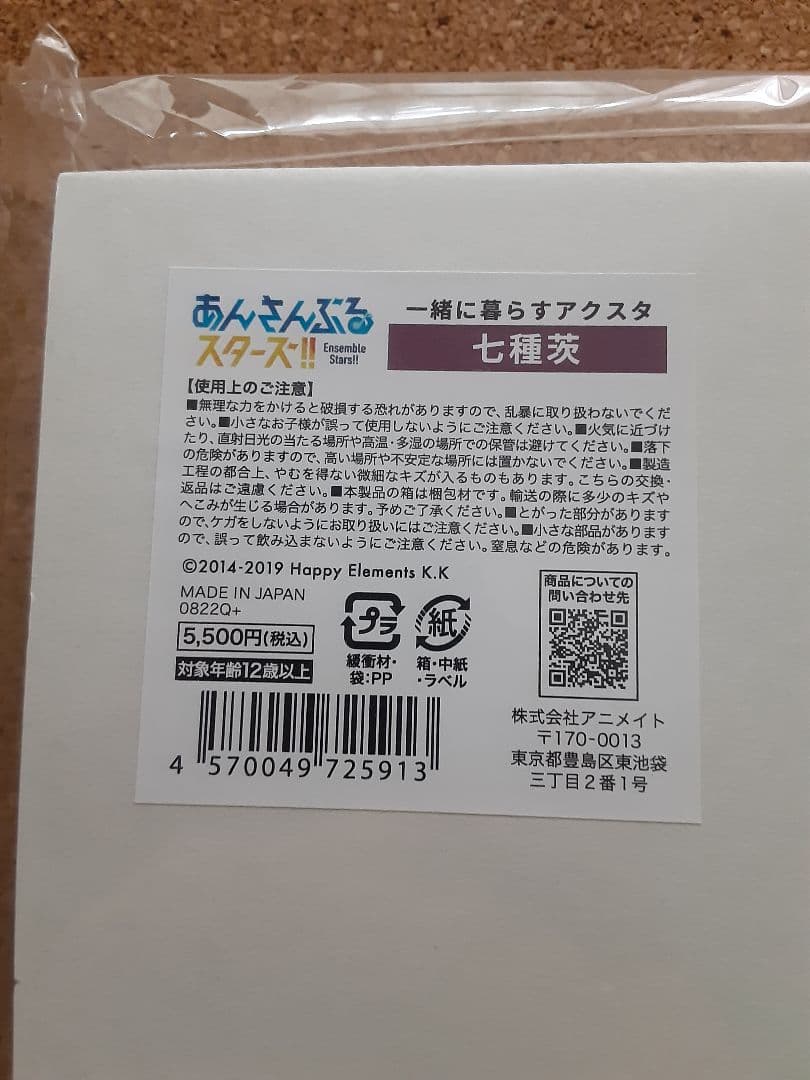 あんさんぶる
スターズ!!
Ensemble
Stars!!
一緒に暮らすアクスタ
七種茨
【使用上のご注意】
■無理な力をかけると破損する恐れがありますので、乱暴に取り扱わないでくだ
さい。■小さなお子様が誤って使用しないようにご注意ください。■火気に近づけ
たり、直射日光の当たる場所や高温・多湿の場所での保管は避けてください。■落下
の危険がありますので、高い場所や不安定な場所には置かないでください。■製造
工程の都合上、やむを得ない微細なキズが入るものもあります。こちらの交換・
返品はご遠慮ください。■本製品の箱は梱包材です。輸送の際に多少のキズや
へこみが生じる場合があります。予めご了承ください。■とがった部分があります
ので、ケガをしないようにお取り扱いにはご注意ください。■小さな部品があります
ので、誤って飲み込まないようにご注意ください。窒息などの危険があります。
©2014-2019 Happy Elements K.K
MADE IN JAPAN
0822Q+
5,500円(税込)
対象年齢12歳以上
プラ
緩衝材・
袋:PP
紙
箱・中紙
・ラベル
商品についての
問い合わせ先
株式会社アニメイト
〒170-0013
東京都豊島区東池袋
三丁目2番1号
4 570049 725913